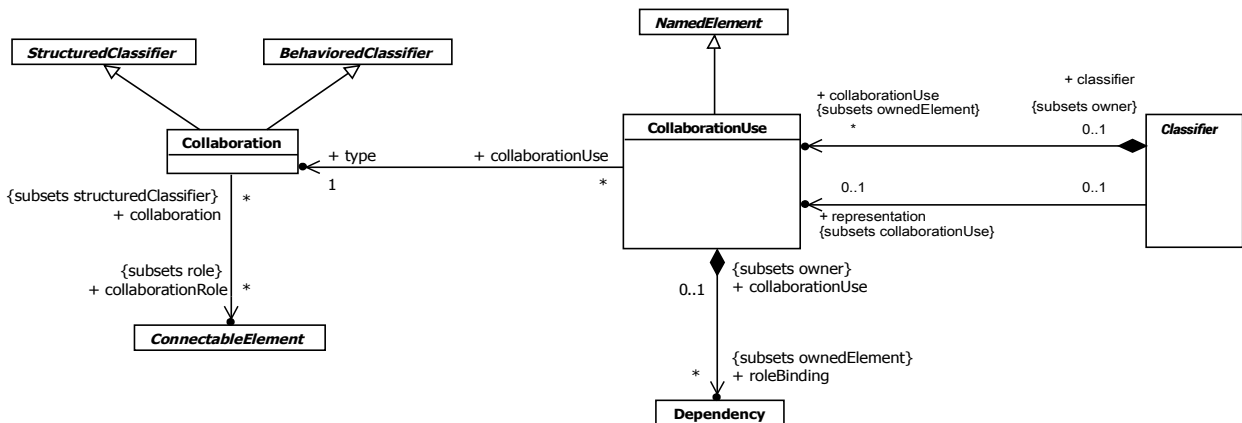 NamedElement
StructuredClassifier
BehavioredClassifier
+ classifier
+ collaborationUse
{subsets ownedElement}
{subsets owner}
*
0..1
CollaborationUse
Classifier
Collaboration
+ type
+ collaborationUse
1
*
{subsets structuredClassifier}
*
+ collaboration
0..1
0..1
+ representation
{subsets collaborationUse}
{subsets owner}
0..1
+ collaborationUse
{subsets role}
+ collaborationRole
*
ConnectableElement
{subsets ownedElement}
*
+ roleBinding
Dependency